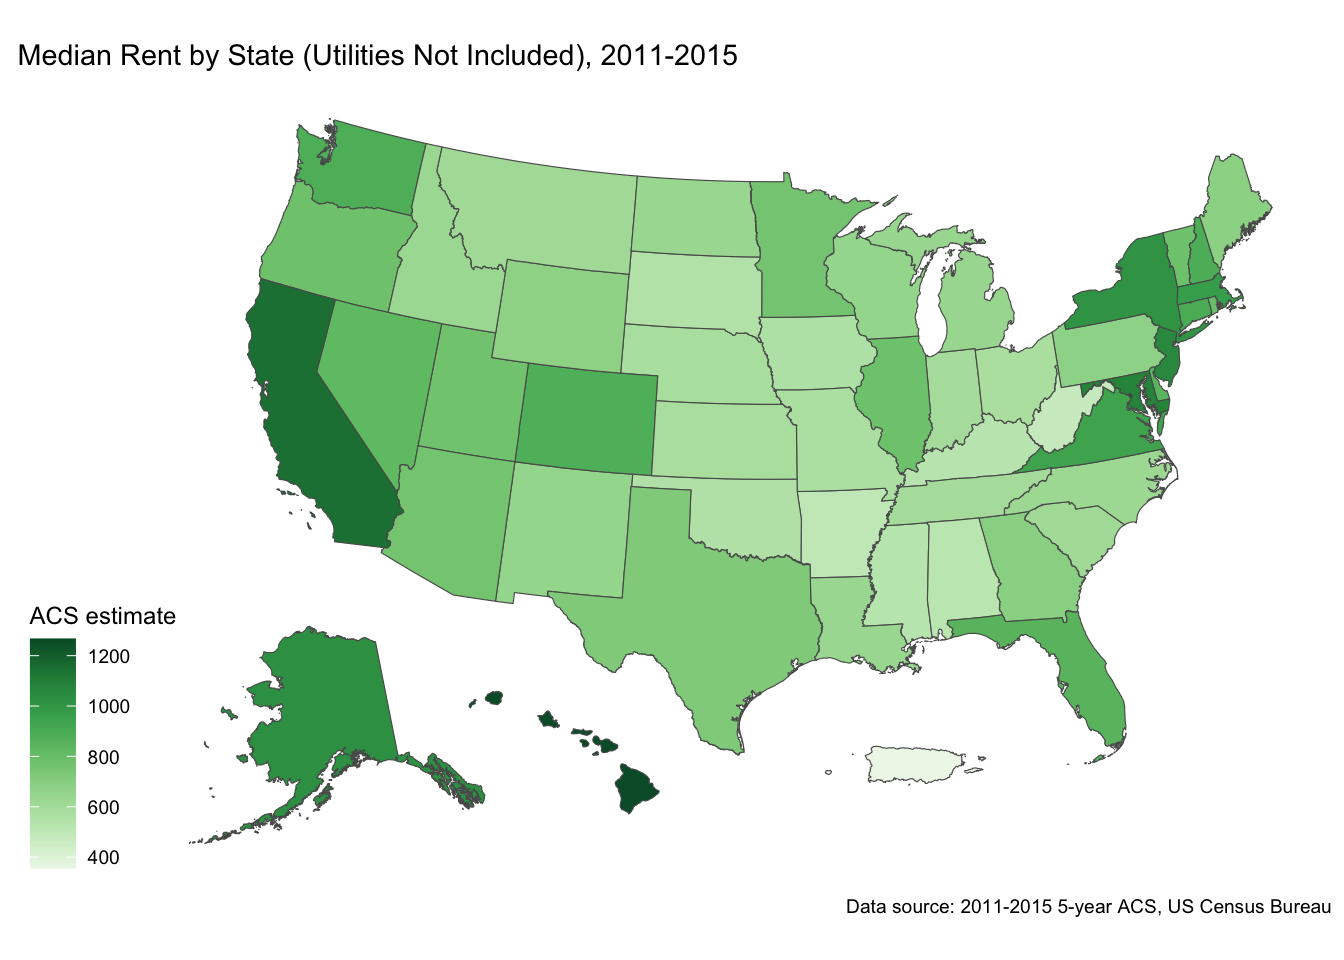 Median Rent by State (Utilities Not Included), 2011-2015
ACS estimate
1200
1000
800
600
400
Data source: 2011-2015 5-year ACS, US Census Bureau